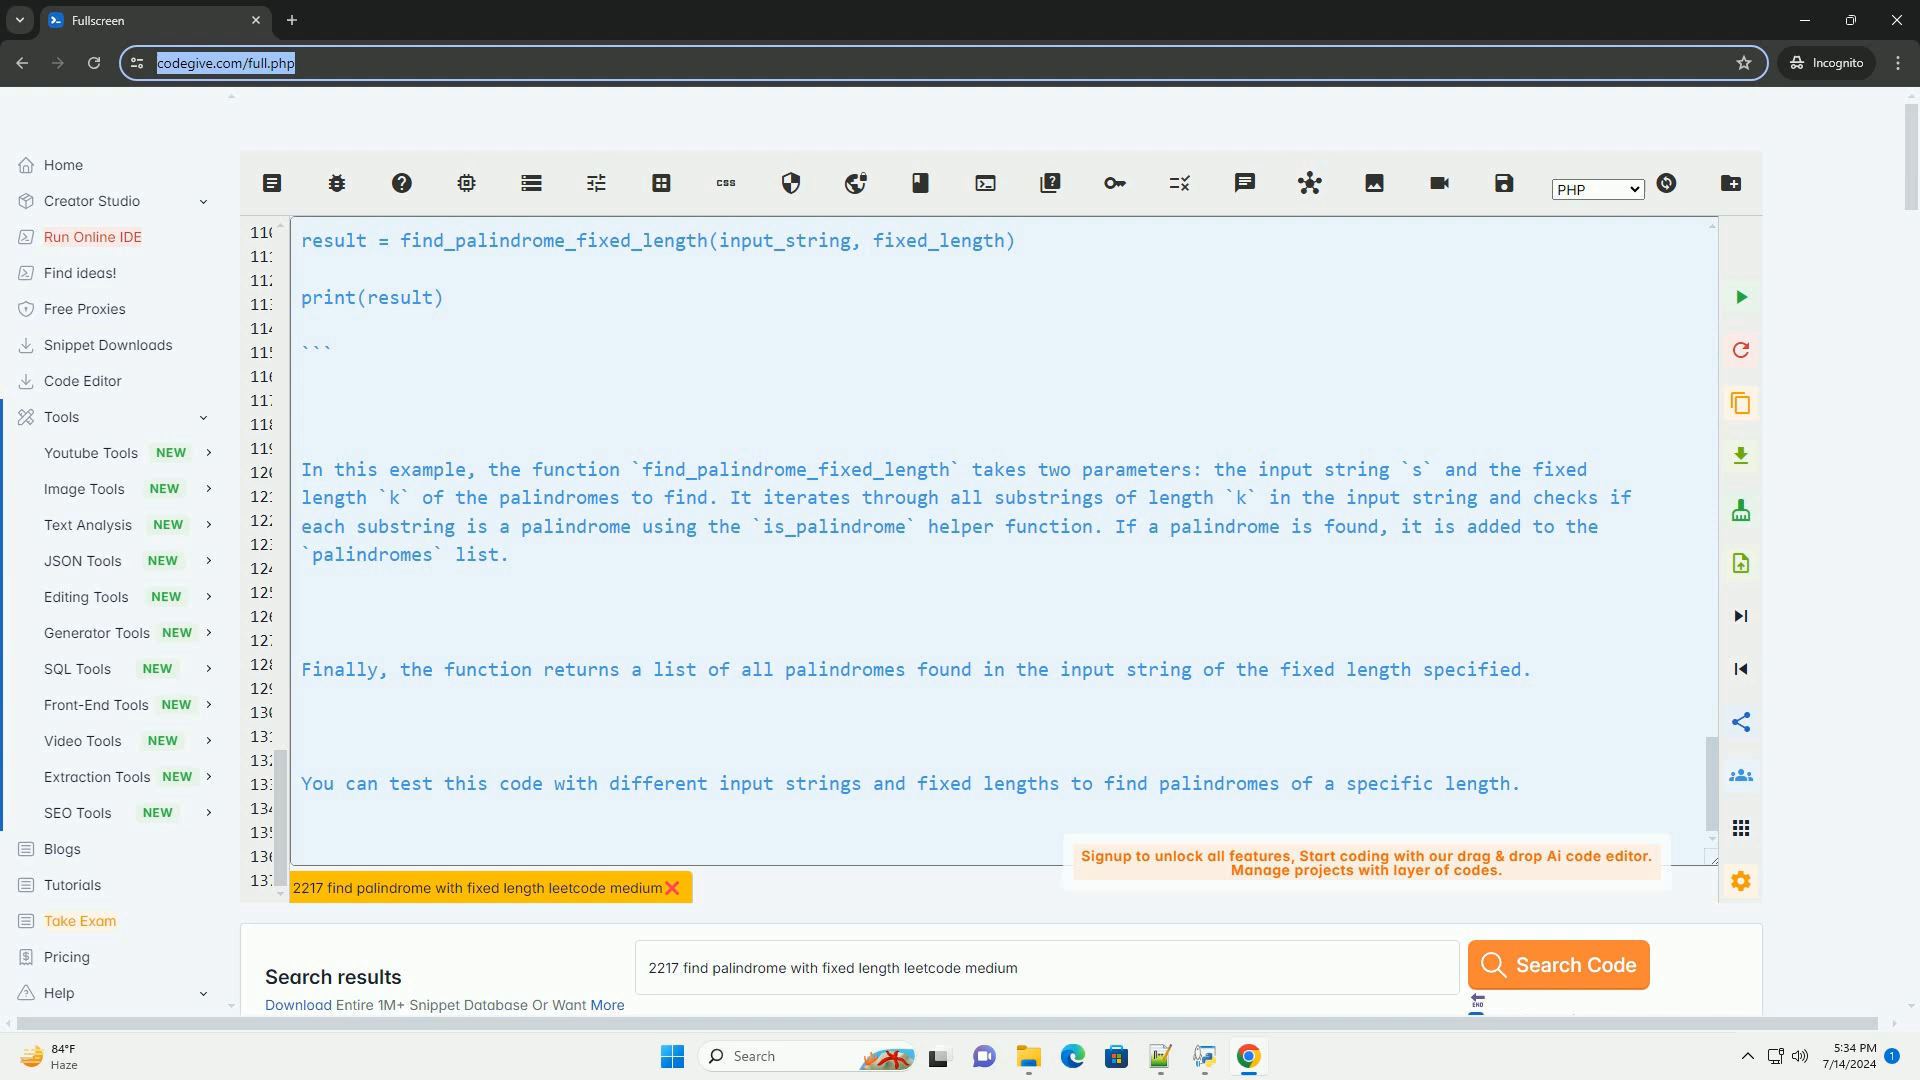 Fullscreen
codegive.com/full.php
Incognito
Home
Creator Studio
Run Online IDE
Find ideas!
Free Proxies
Snippet Downloads
Code Editor
Tools
Youtube Tools NEW
Image Tools NEW
Text Analysis NEW
JSON Tools NEW
Editing Tools NEW
Generator Tools NEW
SQL Tools NEW
Front-End Tools NEW
Video Tools NEW
Extraction Tools NEW
SEO Tools NEW
Blogs
Tutorials
Take Exam
Pricing
Help
CSS
PHP
result = find_palindrome_fixed_length(input_string, fixed_length)
print(result)
```
In this example, the function `find_palindrome_fixed_length` takes two parameters: the input string `s` and the fixed
length `k` of the palindromes to find. It iterates through all substrings of length `k` in the input string and checks if
each substring is a palindrome using the `is_palindrome` helper function. If a palindrome is found, it is added to the
`palindromes` list.
Finally, the function returns a list of all palindromes found in the input string of the fixed length specified.
You can test this code with different input strings and fixed lengths to find palindromes of a specific length.
Signup to unlock all features, Start coding with our drag & drop Ai code editor.
Manage projects with layer of codes.
2217 find palindrome with fixed length leetcode medium
Search results
Download Entire 1M+ Snippet Database Or Want More
2217 find palindrome with fixed length leetcode medium
Search Code
END
84°F
Haze
Search
5:34 PM
7/14/2024
1